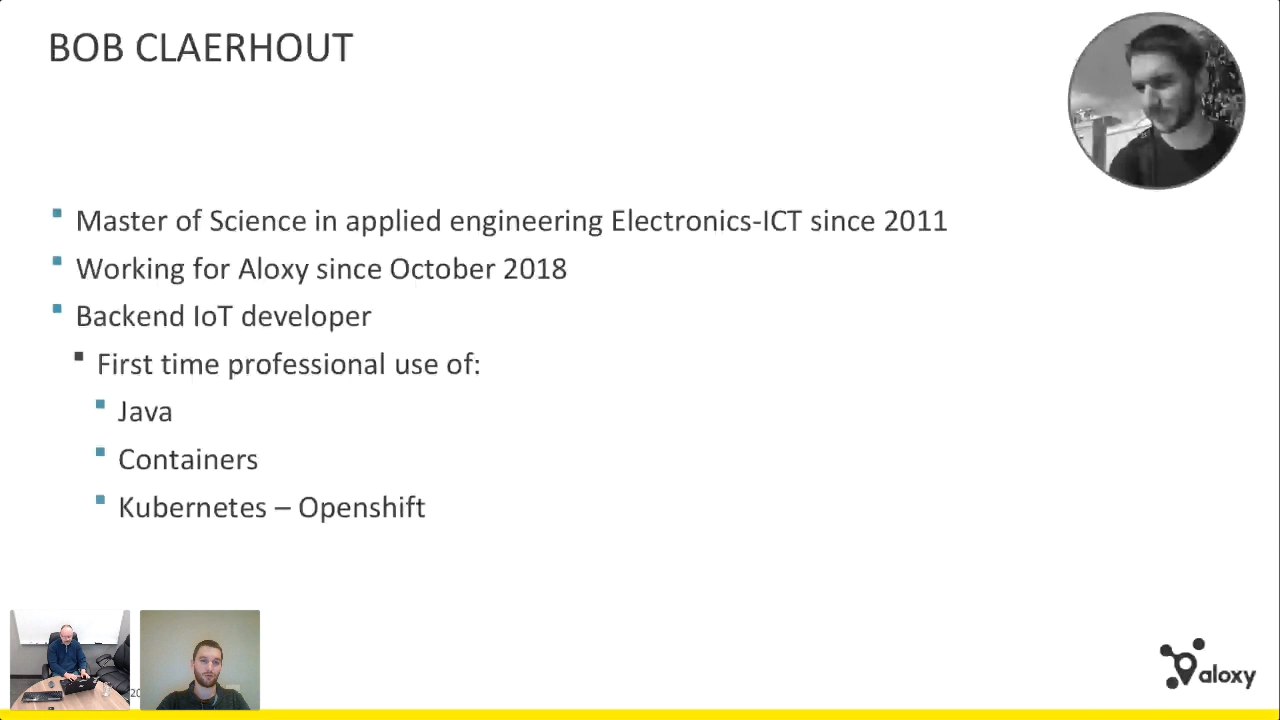 BOB CLAERHOUT
Master of Science in applied engineering Electronics-ICT since 2011
Working for Aloxy since October 2018
Backend IoT developer
First time professional use of:
Java
Containers
Kubernetes – Openshift
aloxy